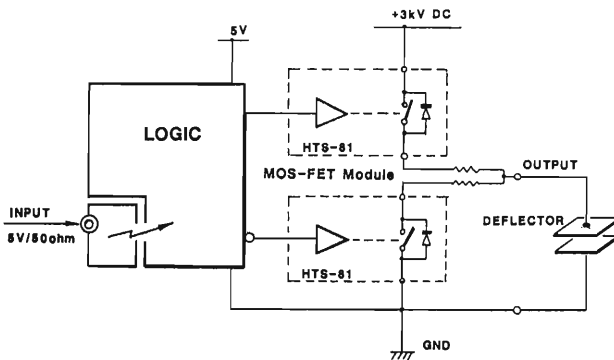 +3kV DC
5V
LOGIC
HTS-81
MOS-FET Module
OUTPUT
INPUT
5V/50ohm
DEFLECTOR
HTS-81
GND